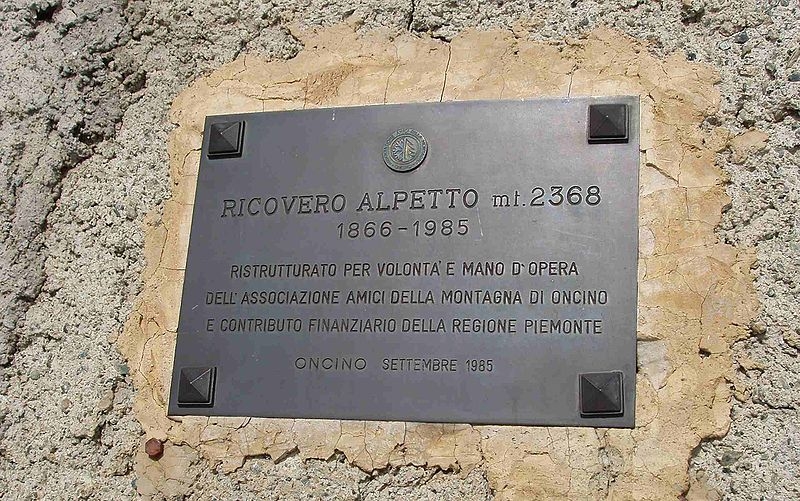 RICOVERO ALPETTO mt. 2368
1866-1985
RISTRUTTURATO PER VOLONTA' E MANO D'OPERA
DELL'ASSOCIAZIONE AMICI DELLA MONTAGNA DI ONCINO
E CONTRIBUTO FINANZIARIO DELLA REGIONE PIEMONTE
ONCINO SETTEMBRE 1985